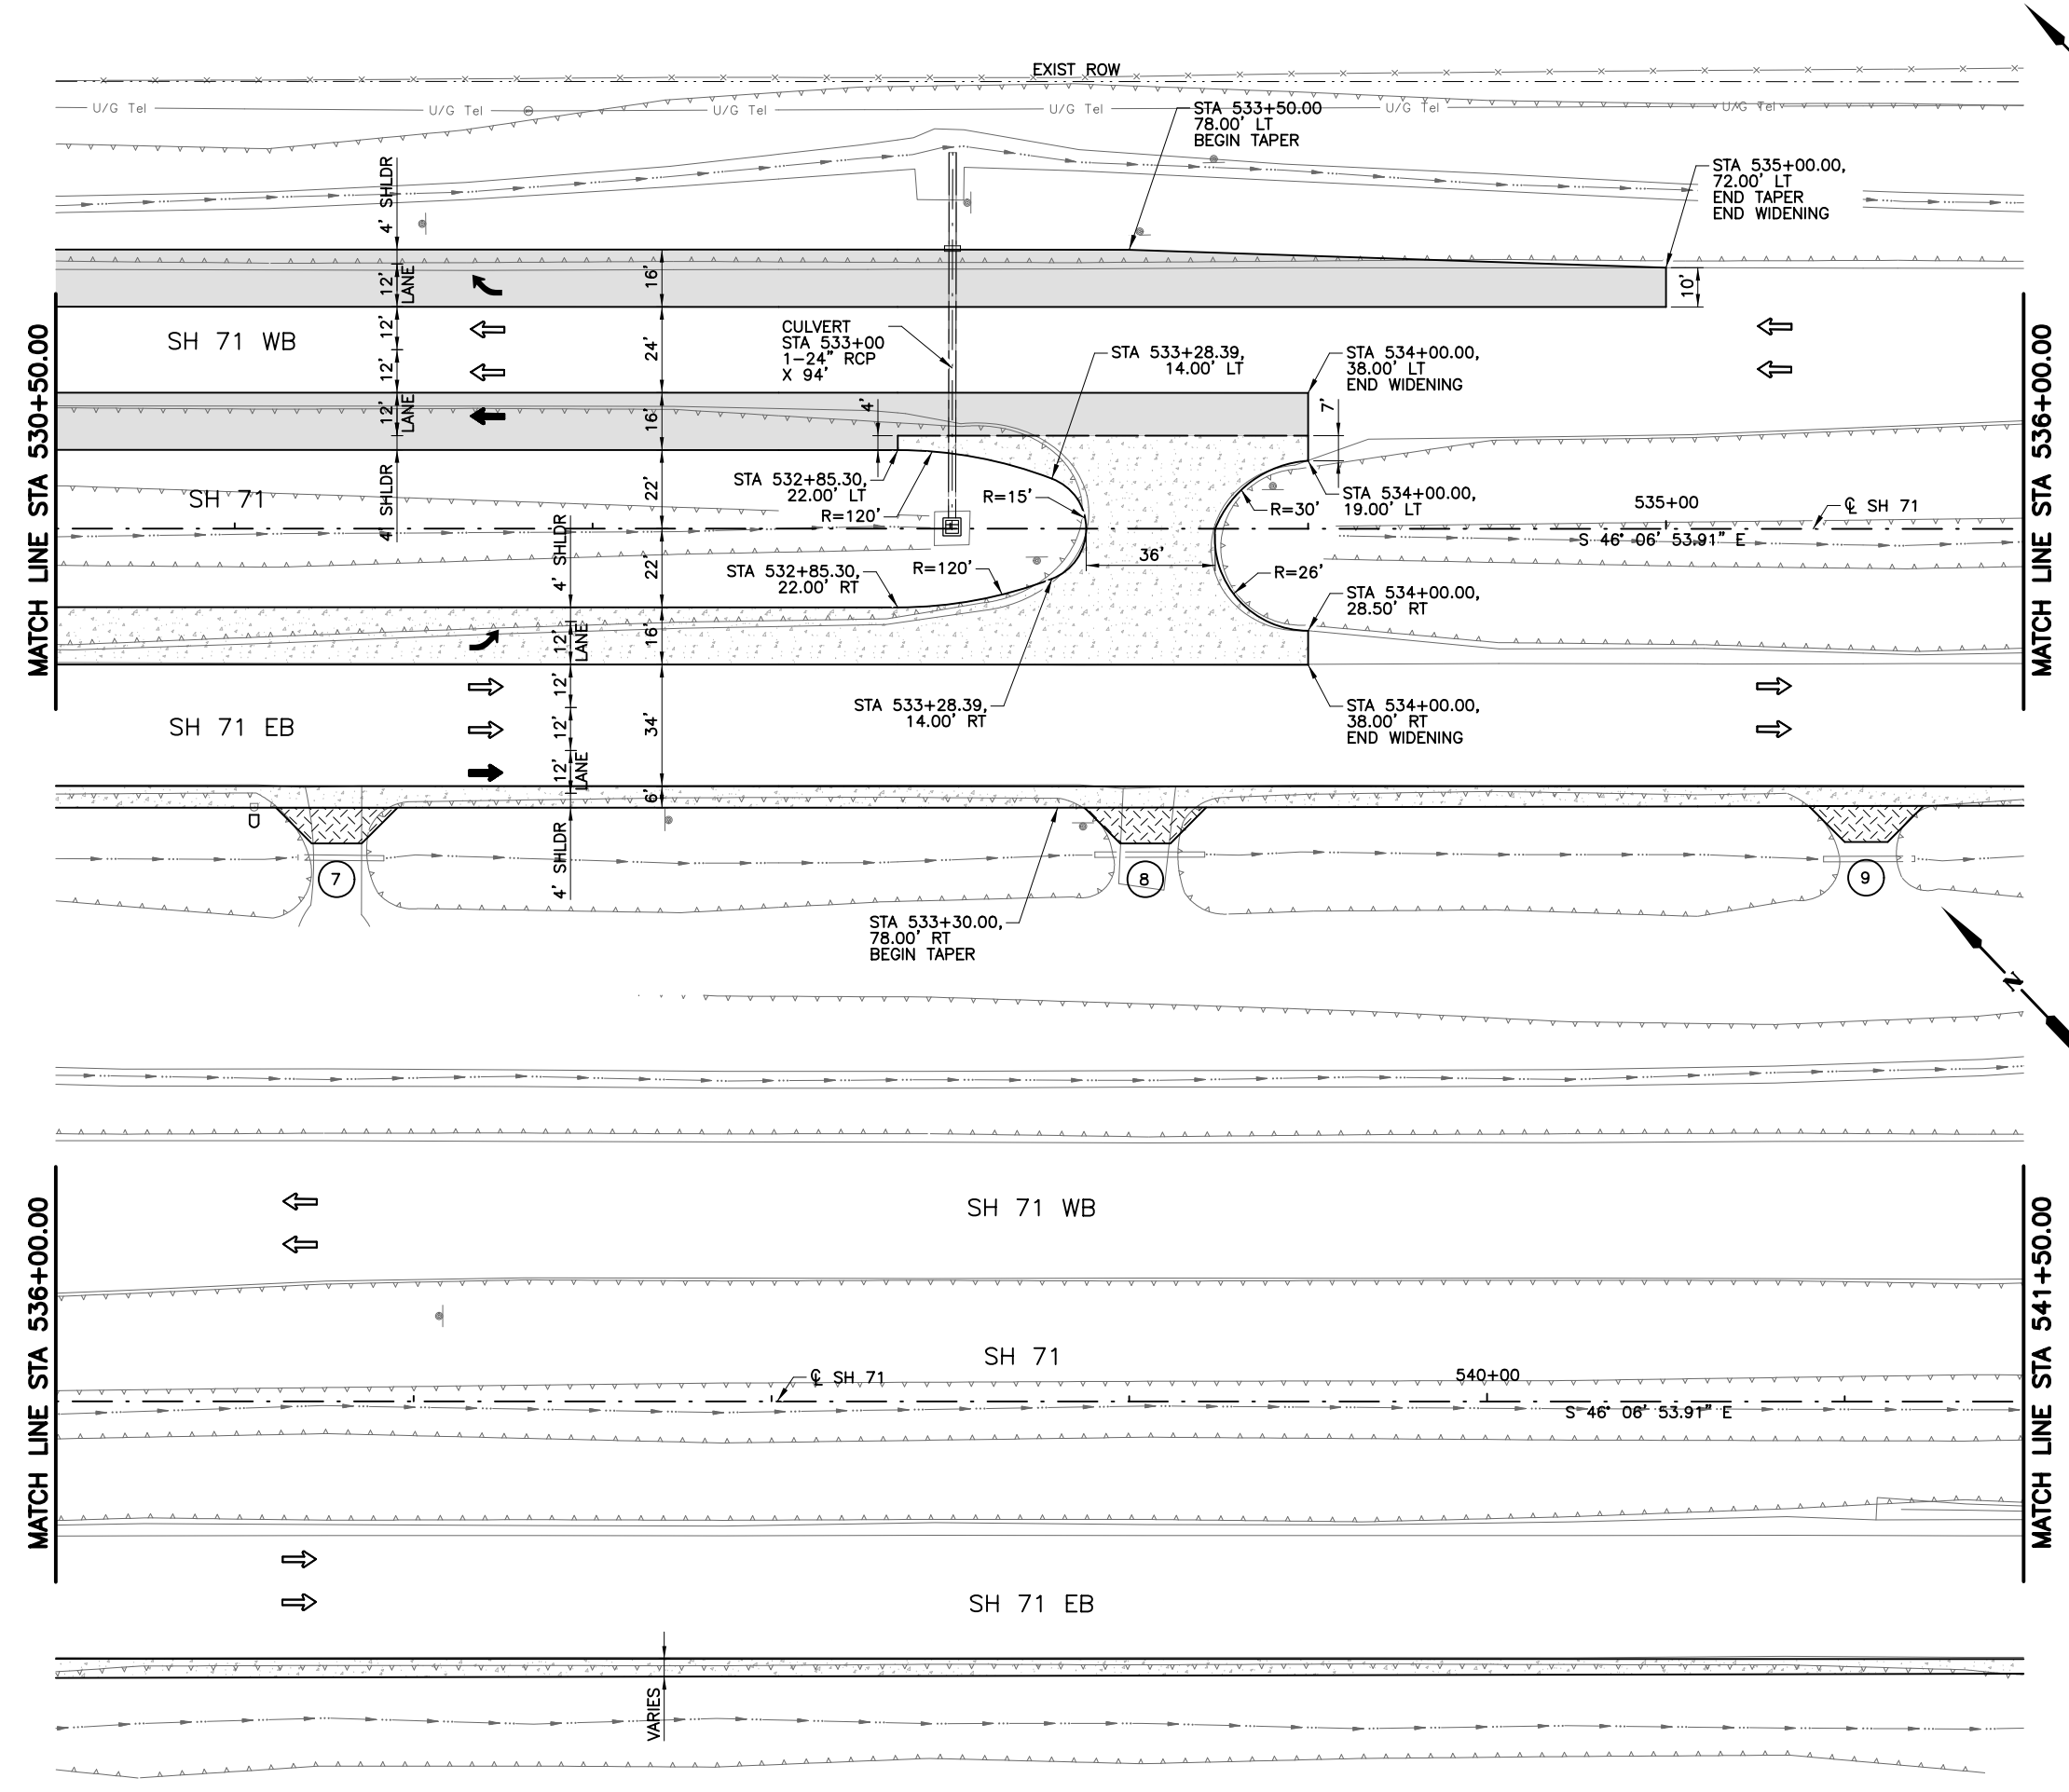 EXIST ROW
U/G Tel
U/G Tel
U/G Tel
U/G Tel
U/G Tel
U/G Tel
STA 533+50.00
78.00' LT
BEGIN TAPER
STA 535+00.00,
72.00' LT
END TAPER
END WIDENING
4' SHLDR
12'
LANE
16'
10'
MATCH LINE STA 530+50.00
SH 71 WB
12'
12'
24'
CULVERT
STA 533+00
1-24" RCP
X 94'
STA 533+28.39,
14.00' LT
STA 534+00.00,
38.00' LT
END WIDENING
MATCH LINE STA 536+00.00
12'
LANE
16'
4'
7'
4' SHLDR
SH 71
22'
STA 532+85.30,
22.00' LT
R=120'
R=15'
R=30'
STA 534+00.00,
19.00' LT
535+00
℄ SH 71
S 46° 06' 53.91" E
4' SHLDR
22'
STA 532+85.30,
22.00' RT
R=120'
36'
R=26'
STA 534+00.00,
28.50' RT
12'
LANE
16'
12'
12'
12'
LANE
34'
SH 71 EB
STA 533+28.39,
14.00' RT
STA 534+00.00,
38.00' RT
END WIDENING
6'
4' SHLDR
7
8
9
STA 533+30.00,
78.00' RT
BEGIN TAPER
N
MATCH LINE STA 536+00.00
SH 71 WB
SH 71
℄ SH 71
540+00
S 46° 06' 53.91" E
MATCH LINE STA 541+50.00
SH 71 EB
VARIES